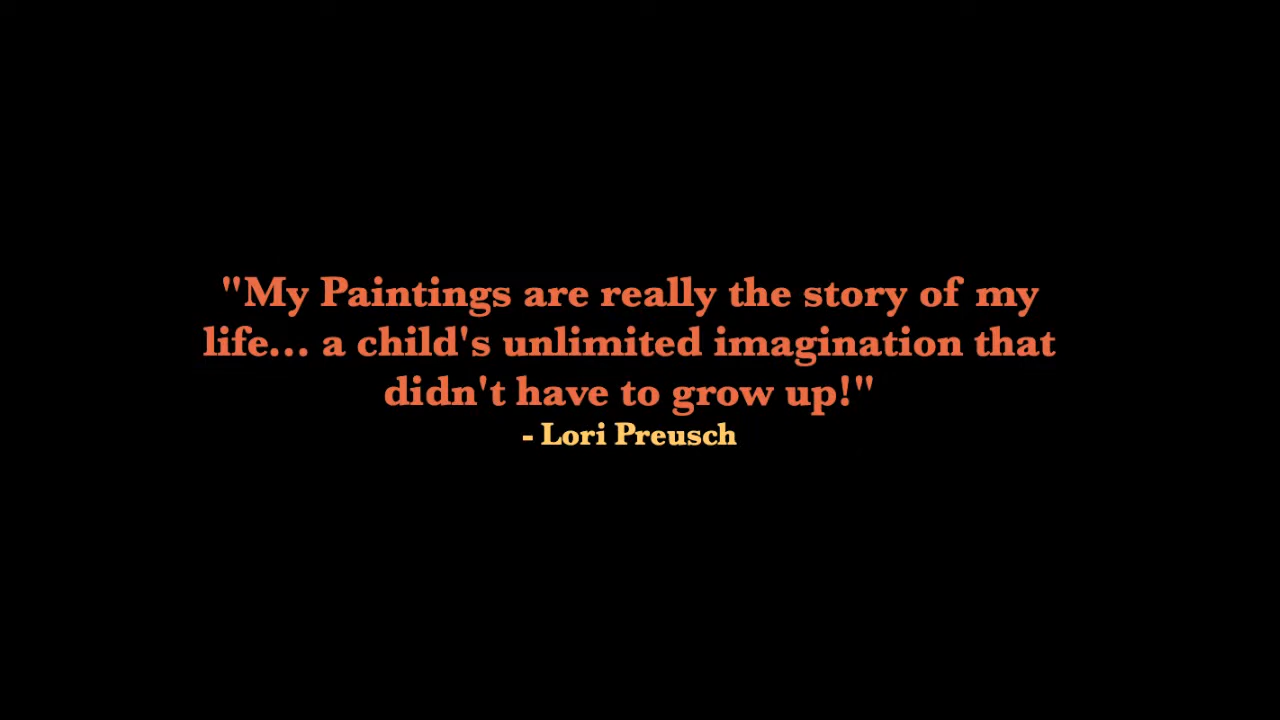 "My Paintings are really the story of my
life... a child's unlimited imagination that
didn't have to grow up!"
- Lori Preusch